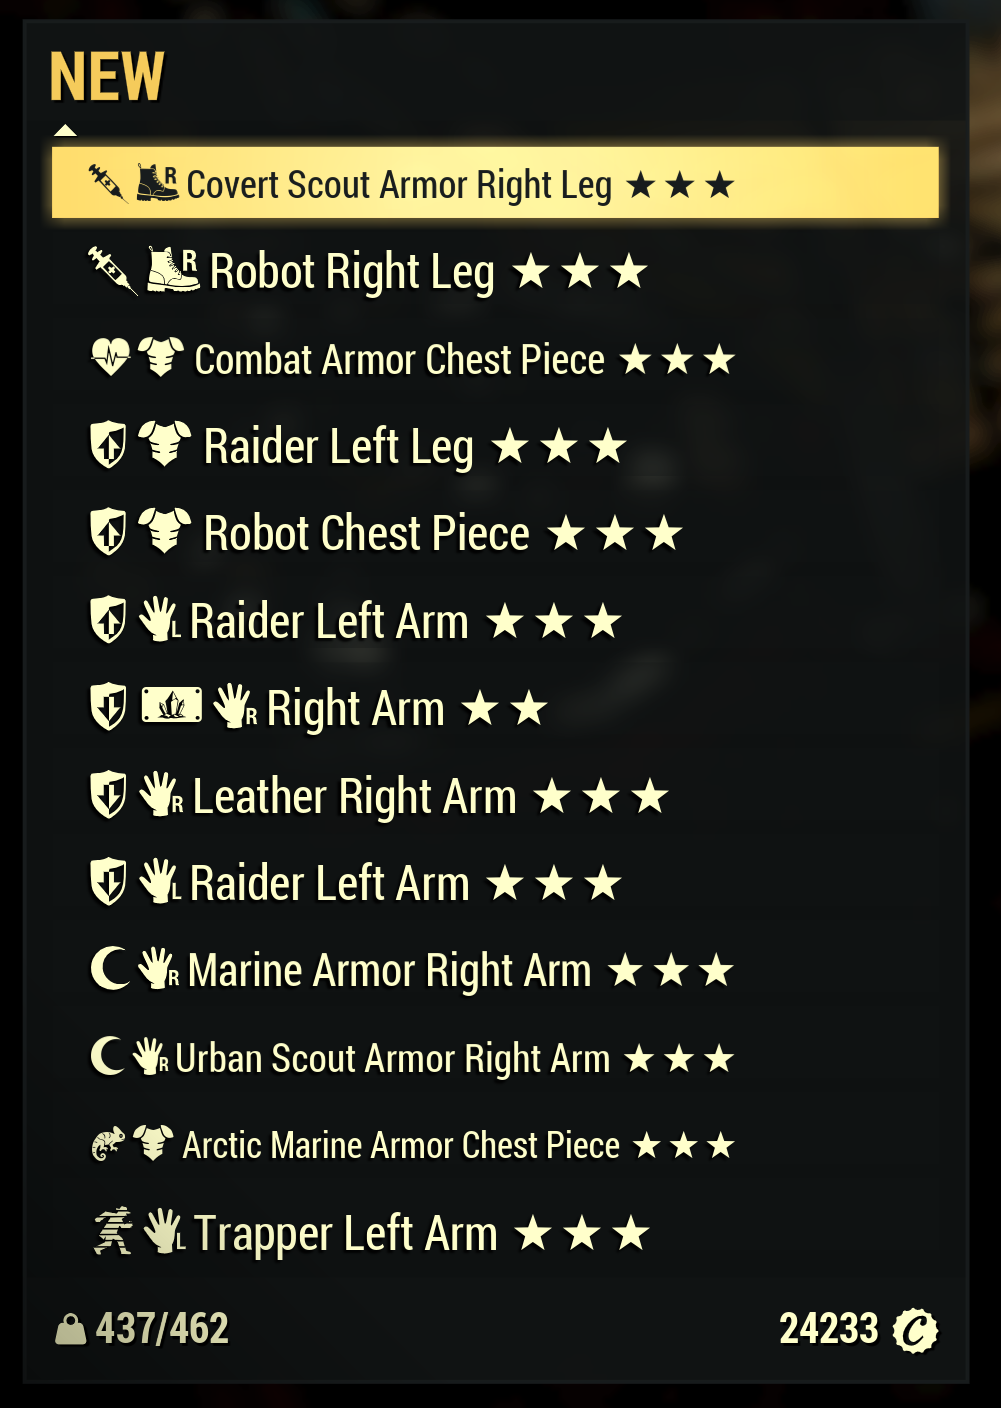 NEW
R Covert Scout Armor Right Leg ★ ★ ★
R Robot Right Leg ★ ★ ★
Combat Armor Chest Piece ★ ★ ★
Raider Left Leg ★ ★ ★
Robot Chest Piece ★ ★ ★
L Raider Left Arm ★ ★ ★
R Right Arm ★ ★
R Leather Right Arm ★ ★ ★
L Raider Left Arm ★ ★ ★
R Marine Armor Right Arm ★ ★ ★
R Urban Scout Armor Right Arm ★ ★ ★
Arctic Marine Armor Chest Piece ★ ★ ★
L Trapper Left Arm ★ ★ ★
437/462
24233 C